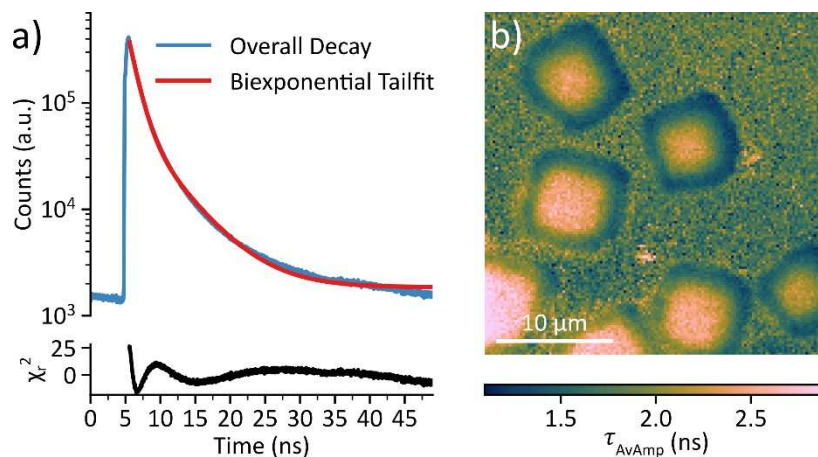 a)
Overall Decay
Biexponential Tailfit
Counts (a.u.)
10⁵
10⁴
10³
χᵣ²
25
0
0 5 10 15 20 25 30 35 40 45
Time (ns)
b)
10 µm
1.5 2.0 2.5
τAvAmp (ns)